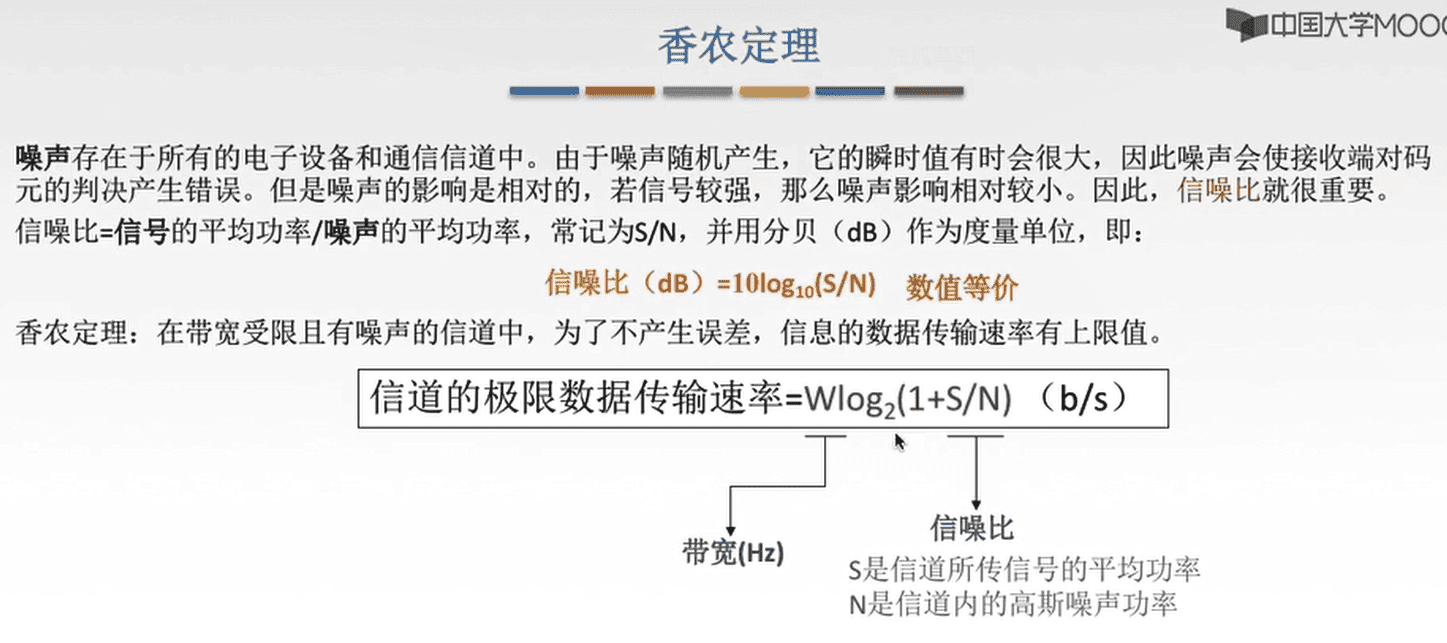 中国大学MOOC
香农定理
噪声存在于所有的电子设备和通信信道中。由于噪声随机产生，它的瞬时值有时会很大，因此噪声会使接收端对码
元的判决产生错误。但是噪声的影响是相对的，若信号较强，那么噪声影响相对较小。因此，信噪比就很重要。
信噪比=信号的平均功率/噪声的平均功率，常记为S/N，并用分贝（dB）作为度量单位，即：
信噪比（dB）=10log₁₀(S/N) 数值等价
香农定理：在带宽受限且有噪声的信道中，为了不产生误差，信息的数据传输速率有上限值。
信道的极限数据传输速率=Wlog₂(1+S/N) （b/s）
信噪比
带宽(Hz)
S是信道所传信号的平均功率
N是信道内的高斯噪声功率